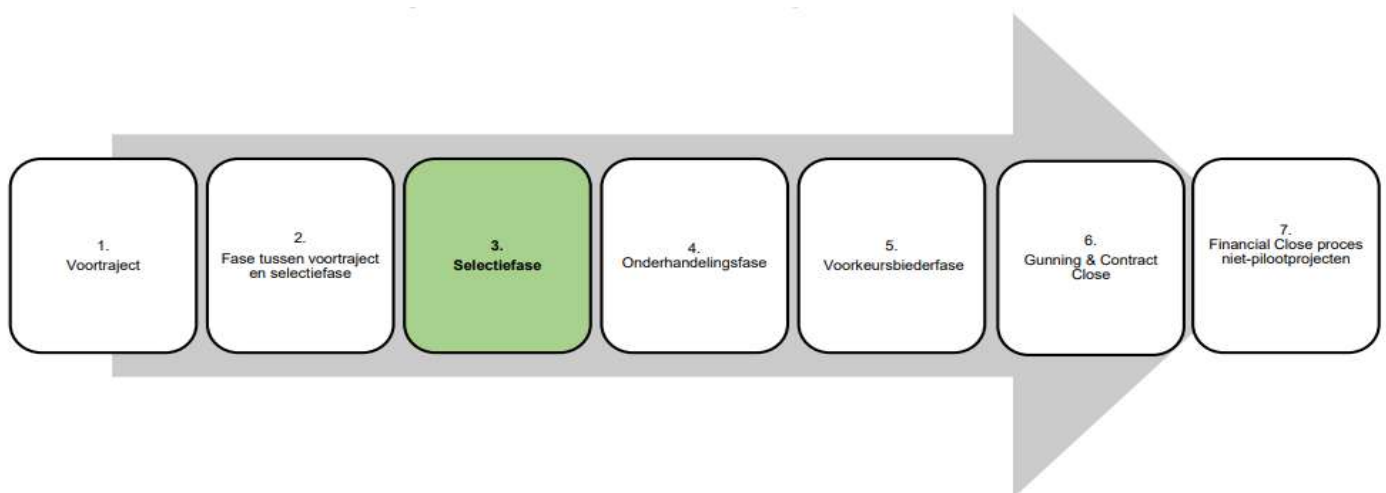 1.
Voortraject
2.
Fase tussen voortraject
en selectiefase
3.
Selectiefase
4.
Onderhandelingsfase
5.
Voorkeursbiederfase
6.
Gunning & Contract
Close
7.
Financial Close proces
niet-pilootprojecten